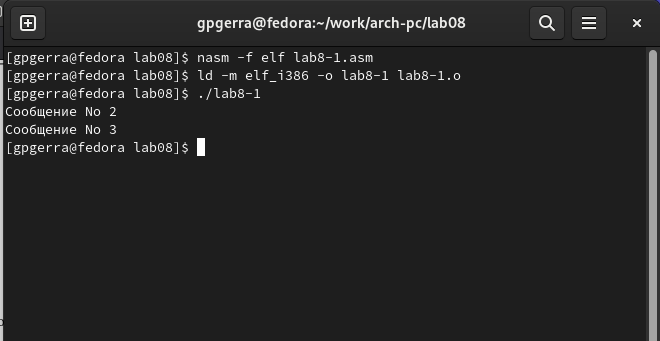 gpgerra@fedora:~/work/arch-pc/lab08
[gpgerra@fedora lab08]$ nasm -f elf lab8-1.asm
[gpgerra@fedora lab08]$ ld -m elf_i386 -o lab8-1 lab8-1.o
[gpgerra@fedora lab08]$ ./lab8-1
Сообщение No 2
Сообщение No 3
[gpgerra@fedora lab08]$